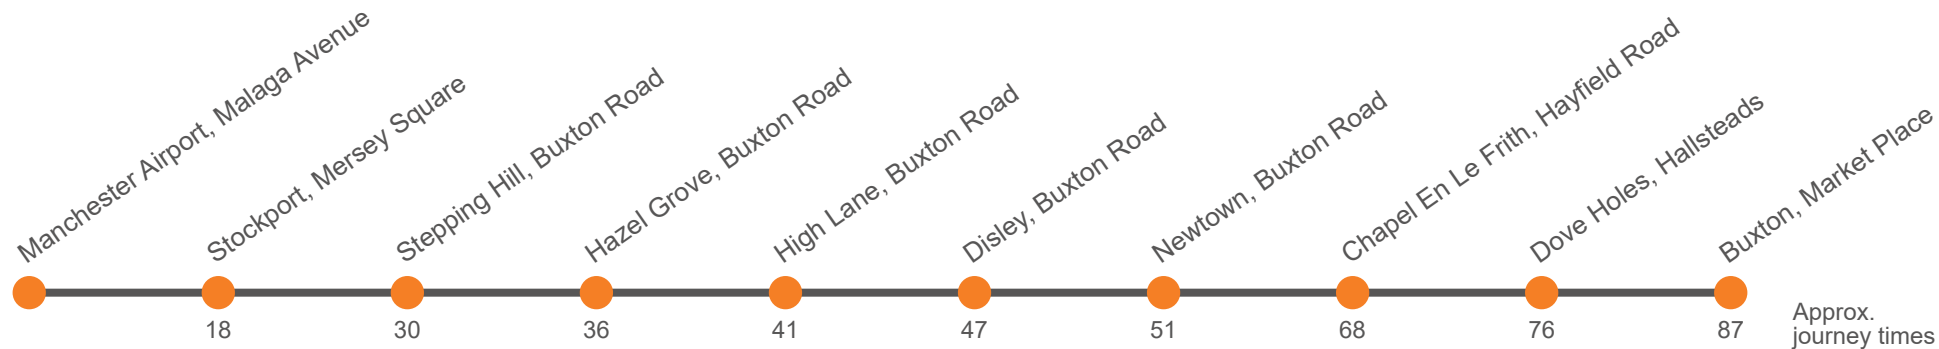 Manchester Airport, Malaga Avenue
Stockport, Mersey Square
Stepping Hill, Buxton Road
Hazel Grove, Buxton Road
High Lane, Buxton Road
Disley, Buxton Road
Newtown, Buxton Road
Chapel En Le Frith, Hayfield Road
Dove Holes, Hallsteads
Buxton, Market Place
18
30
36
41
47
51
68
76
87
Approx.
journey times